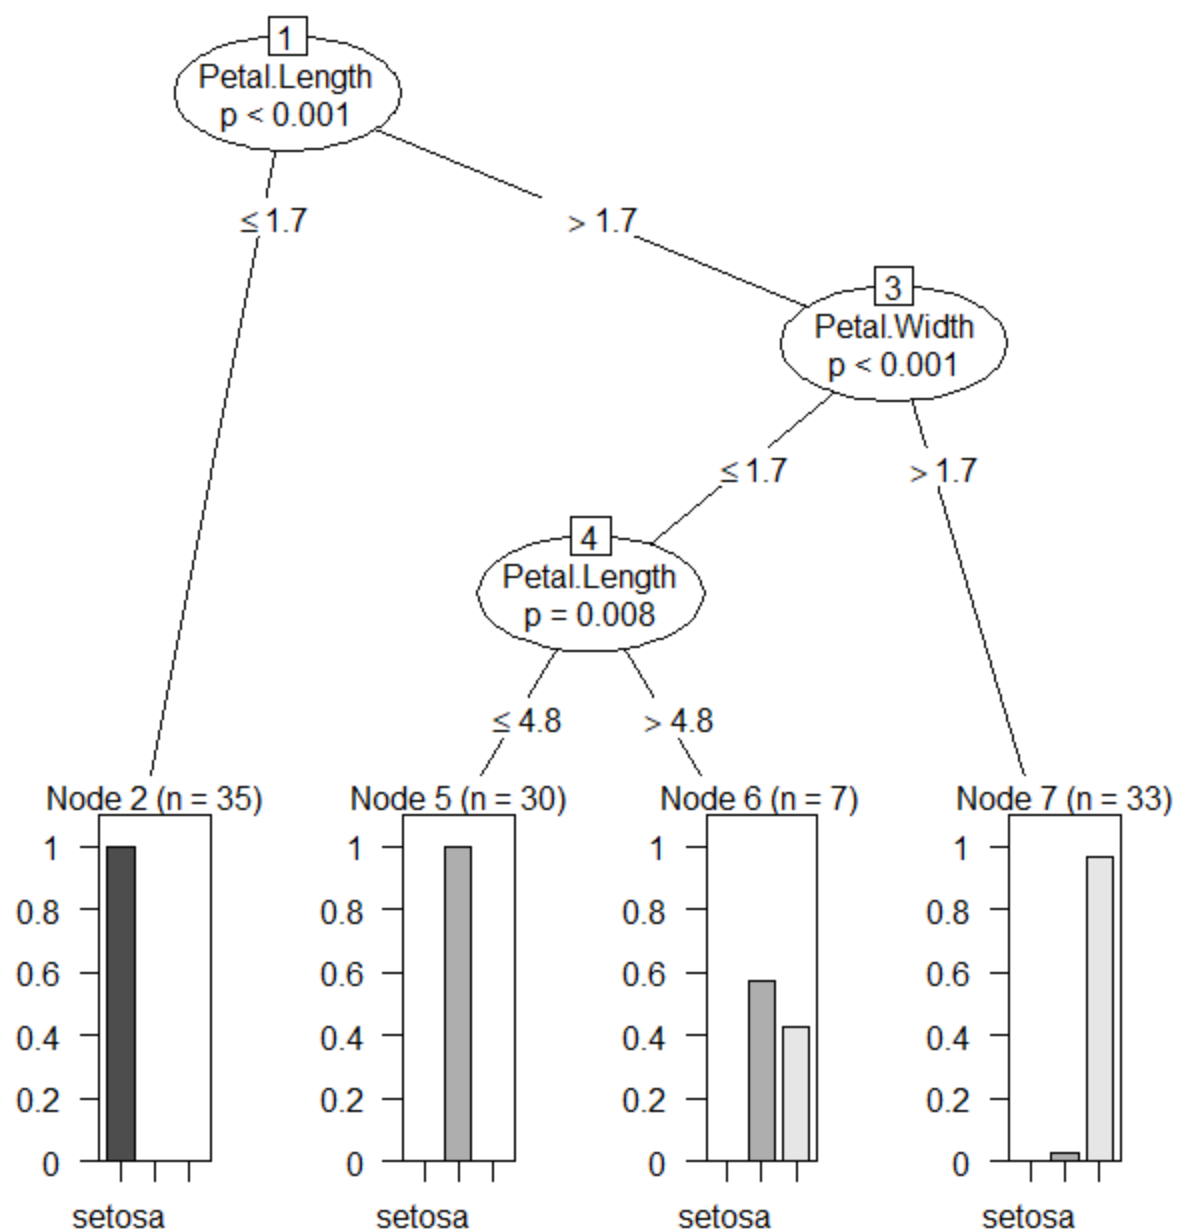 1
Petal.Length
p < 0.001
≤ 1.7
> 1.7
3
Petal.Width
p < 0.001
≤ 1.7
> 1.7
4
Petal.Length
p = 0.008
≤ 4.8
> 4.8
Node 2 (n = 35)
1
0.8
0.6
0.4
0.2
0
setosa
Node 5 (n = 30)
1
0.8
0.6
0.4
0.2
0
setosa
Node 6 (n = 7)
1
0.8
0.6
0.4
0.2
0
setosa
Node 7 (n = 33)
1
0.8
0.6
0.4
0.2
0
setosa